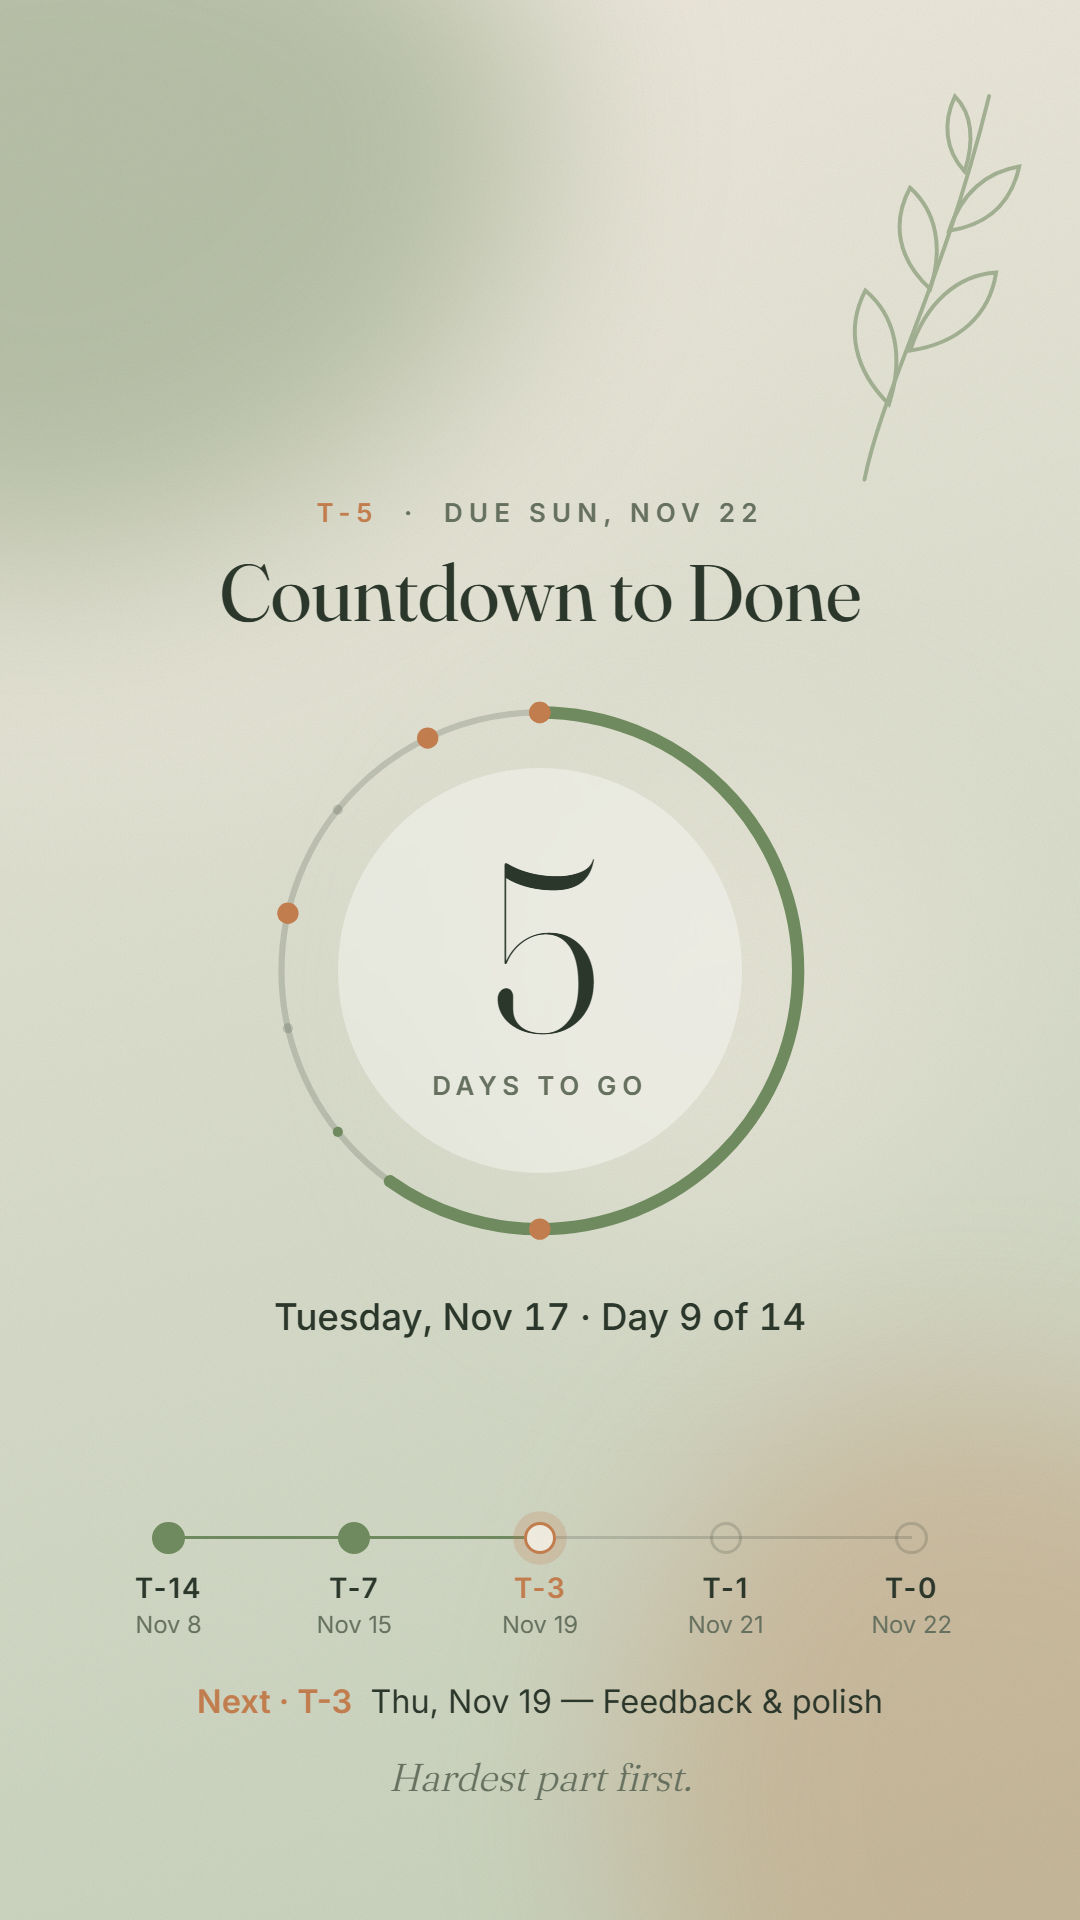 T-5 · DUE SUN, NOV 22
Countdown to Done
5
DAYS TO GO
Tuesday, Nov 17 · Day 9 of 14
T-14 T-7 T-3 T-1 T-0
Nov 8 Nov 15 Nov 19 Nov 21 Nov 22
Next · T-3 Thu, Nov 19 — Feedback & polish
Hardest part first.